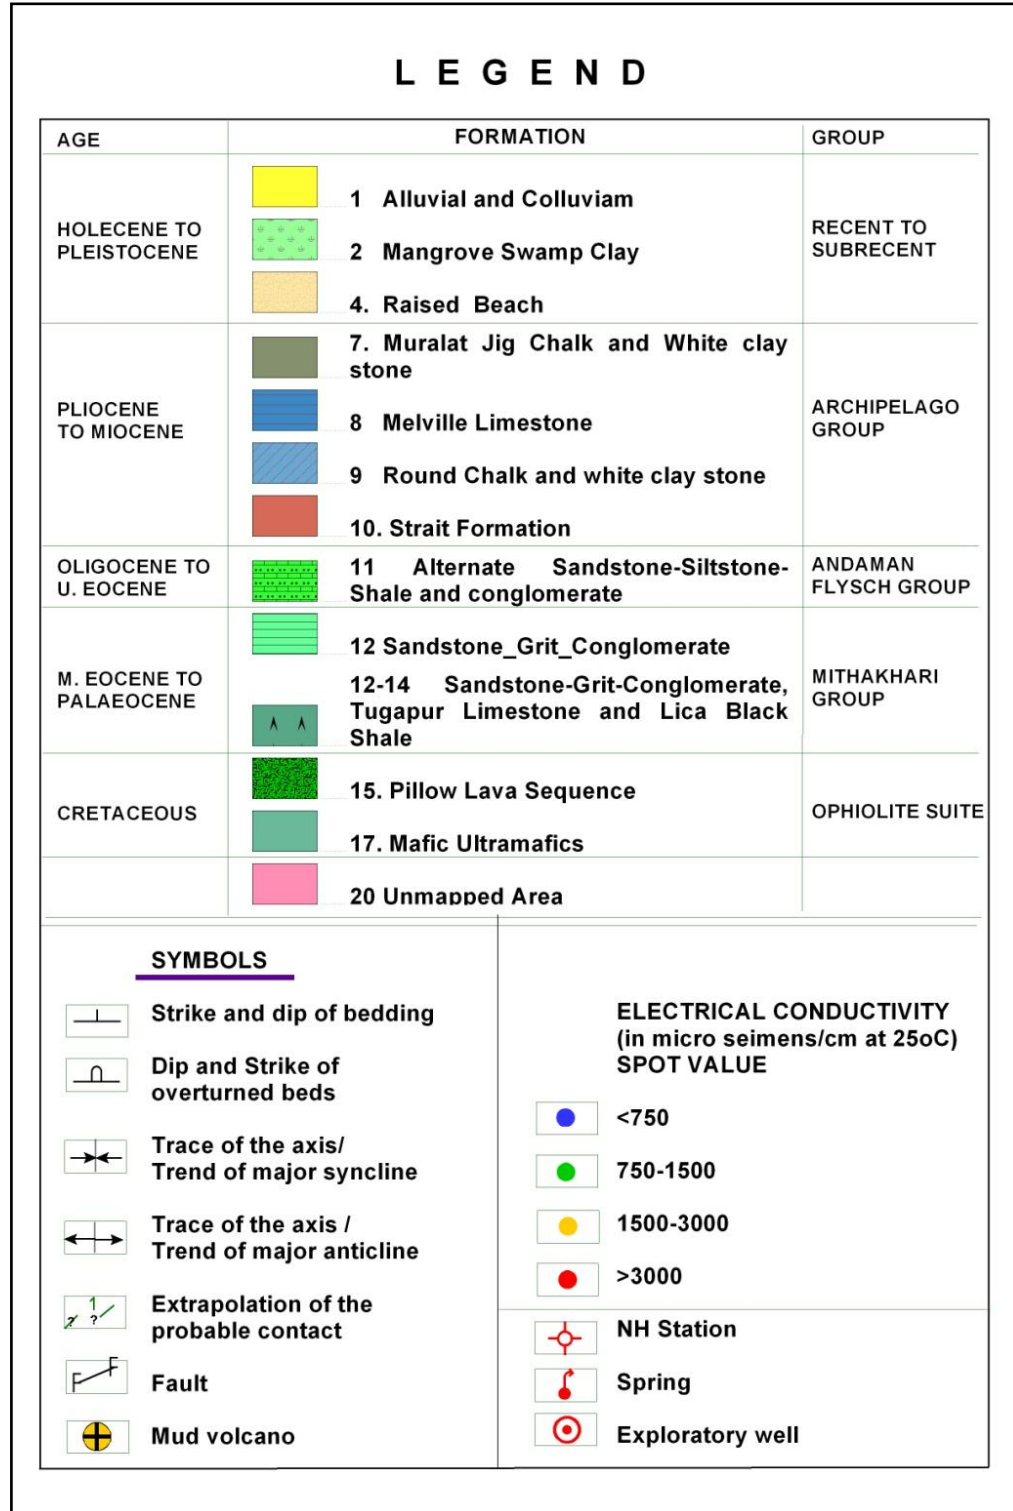 L E G E N D
AGE
FORMATION
GROUP
HOLECENE TO
PLEISTOCENE
1 Alluvial and Colluviam
2 Mangrove Swamp Clay
4. Raised Beach
RECENT TO
SUBRECENT
PLIOCENE
TO MIOCENE
7. Muralat Jig Chalk and White clay
stone
8 Melville Limestone
9 Round Chalk and white clay stone
10. Strait Formation
ARCHIPELAGO
GROUP
OLIGOCENE TO
U. EOCENE
11 Alternate Sandstone-Siltstone-
Shale and conglomerate
ANDAMAN
FLYSCH GROUP
M. EOCENE TO
PALAEOCENE
12 Sandstone_Grit_Conglomerate
12-14 Sandstone-Grit-Conglomerate,
Tugapur Limestone and Lica Black
Shale
MITHAKHARI
GROUP
CRETACEOUS
15. Pillow Lava Sequence
17. Mafic Ultramafics
OPHIOLITE SUITE
20 Unmapped Area
SYMBOLS
Strike and dip of bedding
Dip and Strike of
overturned beds
Trace of the axis/
Trend of major syncline
Trace of the axis /
Trend of major anticline
? 1 ?
Extrapolation of the
probable contact
F F
Fault
Mud volcano
ELECTRICAL CONDUCTIVITY
(in micro seimens/cm at 25oC)
SPOT VALUE
<750
750-1500
1500-3000
>3000
NH Station
Spring
Exploratory well